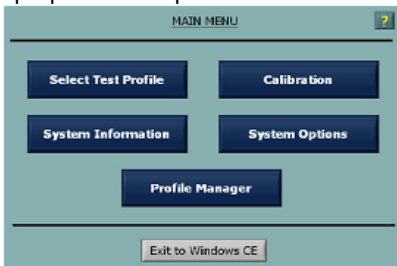 MAIN MENU ?
Select Test Profile Calibration
System Information System Options
Profile Manager
Exit to Windows CE